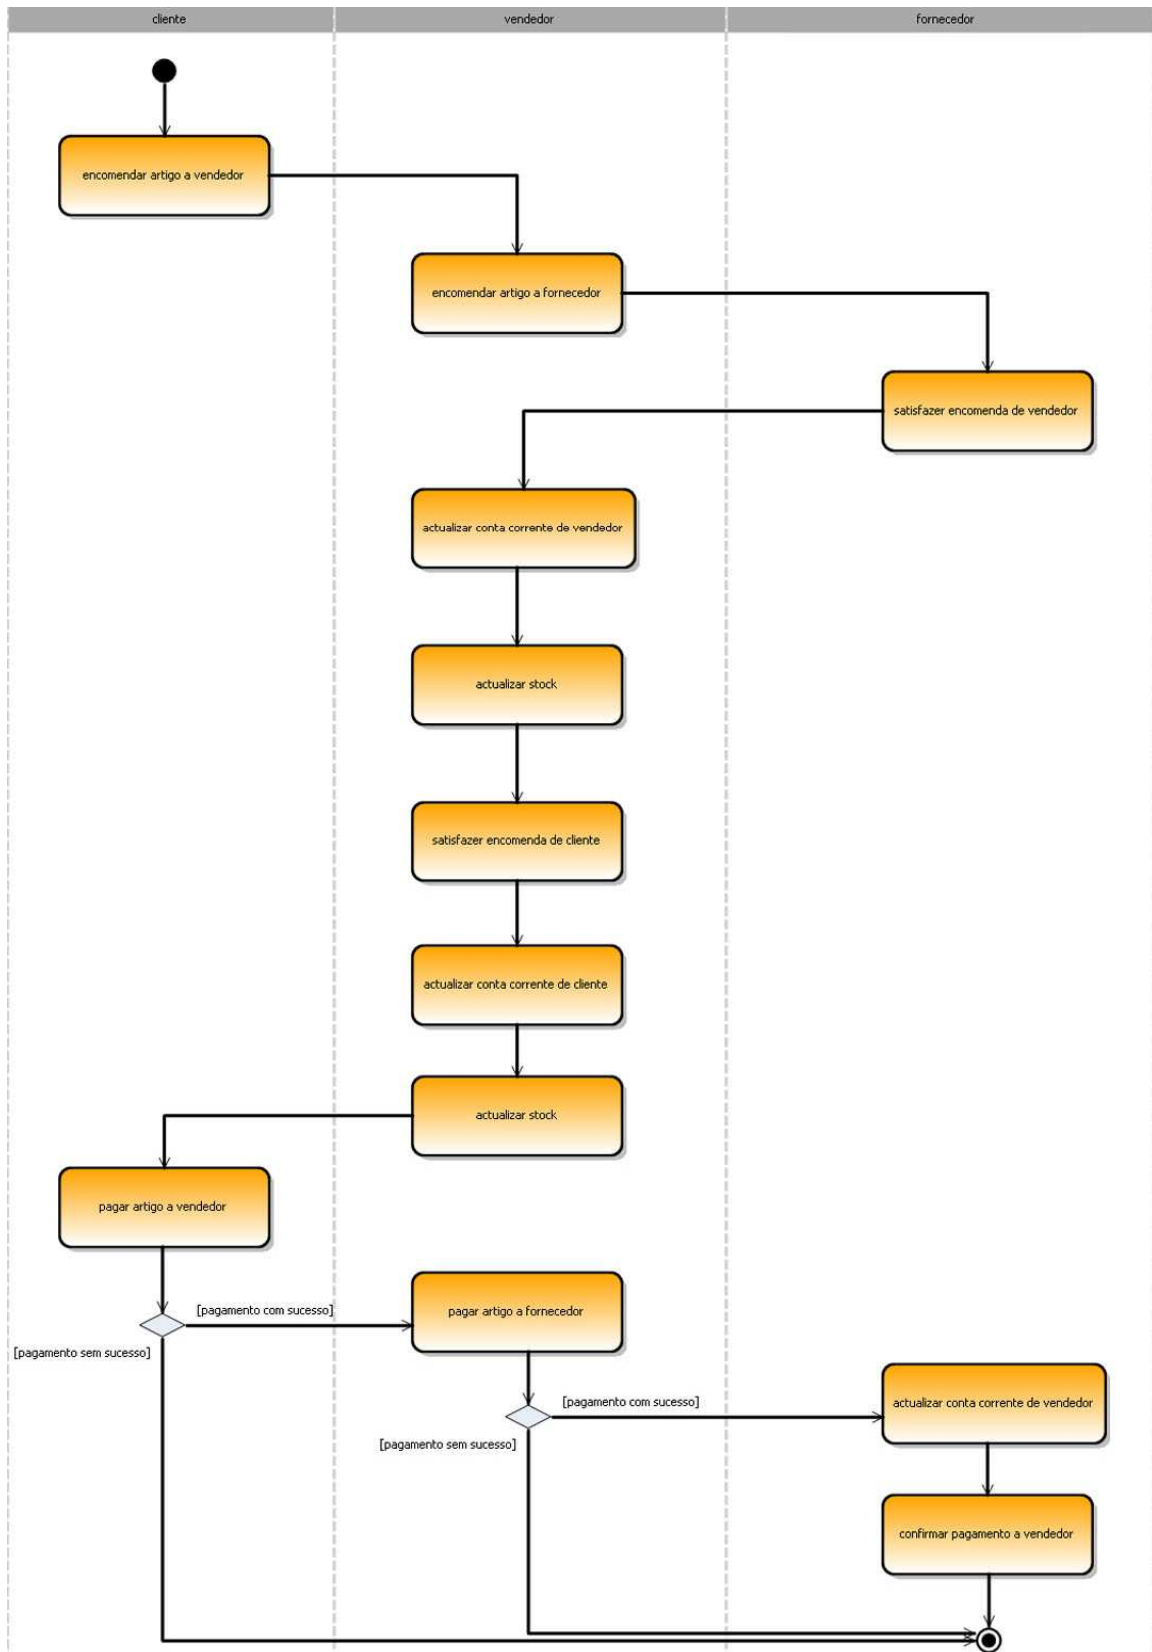 cliente
vendedor
fornecedor
encomendar artigo a vendedor
encomendar artigo a fornecedor
satisfazer encomenda de vendedor
actualizar conta corrente de vendedor
actualizar stock
satisfazer encomenda de cliente
actualizar conta corrente de cliente
actualizar stock
pagar artigo a vendedor
[pagamento com sucesso]
pagar artigo a fornecedor
[pagamento sem sucesso]
[pagamento com sucesso]
actualizar conta corrente de vendedor
[pagamento sem sucesso]
confirmar pagamento a vendedor